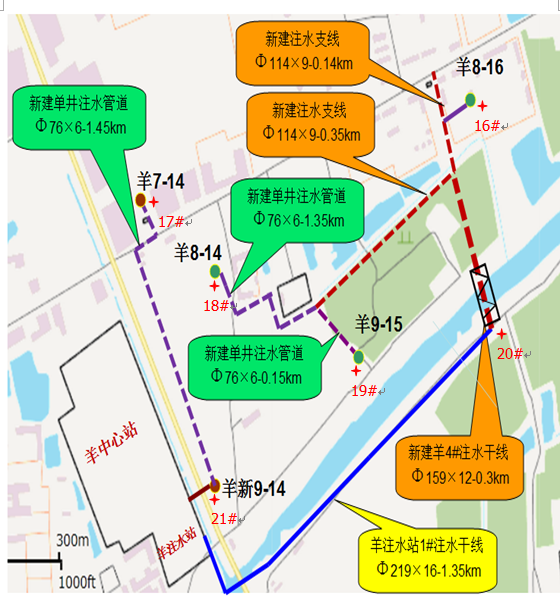 新建注水支线
Φ114×9-0.14km
羊8-16
16#
新建单井注水管道
Φ76×6-1.45km
新建注水支线
Φ114×9-0.35km
羊7-14
17#
新建单井注水管道
Φ76×6-1.35km
羊8-14
18#
羊9-15
新建单井注水管道
Φ76×6-0.15km
19#
20#
羊中心站
新建羊4#注水干线
Φ159×12-0.3km
羊新9-14
21#
羊注水站
羊注水站1#注水干线
Φ219×16-1.35km
300m
1000ft